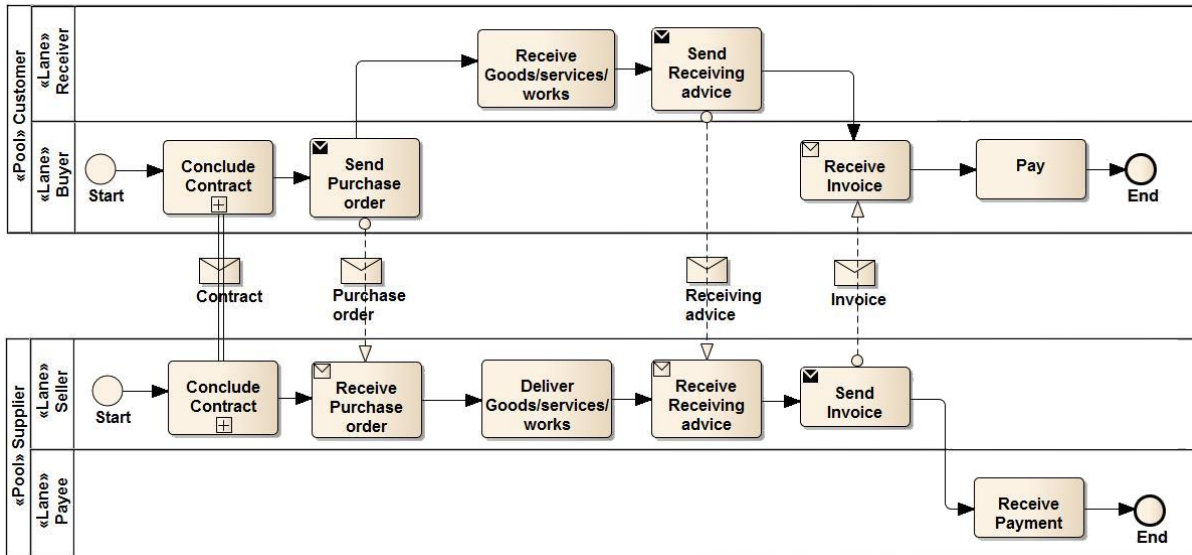 «Pool» Customer
«Lane»
Receiver
Receive
Goods/services/
works
Send
Receiving
advice
«Lane»
Buyer
Start
Conclude
Contract
Send
Purchase
order
Receive
Invoice
Pay
End
Contract
Purchase
order
Receiving
advice
Invoice
«Pool» Supplier
«Lane»
Seller
Start
Conclude
Contract
Receive
Purchase
order
Deliver
Goods/services/
works
Receive
Receiving
advice
Send
Invoice
«Lane»
Payee
Receive
Payment
End